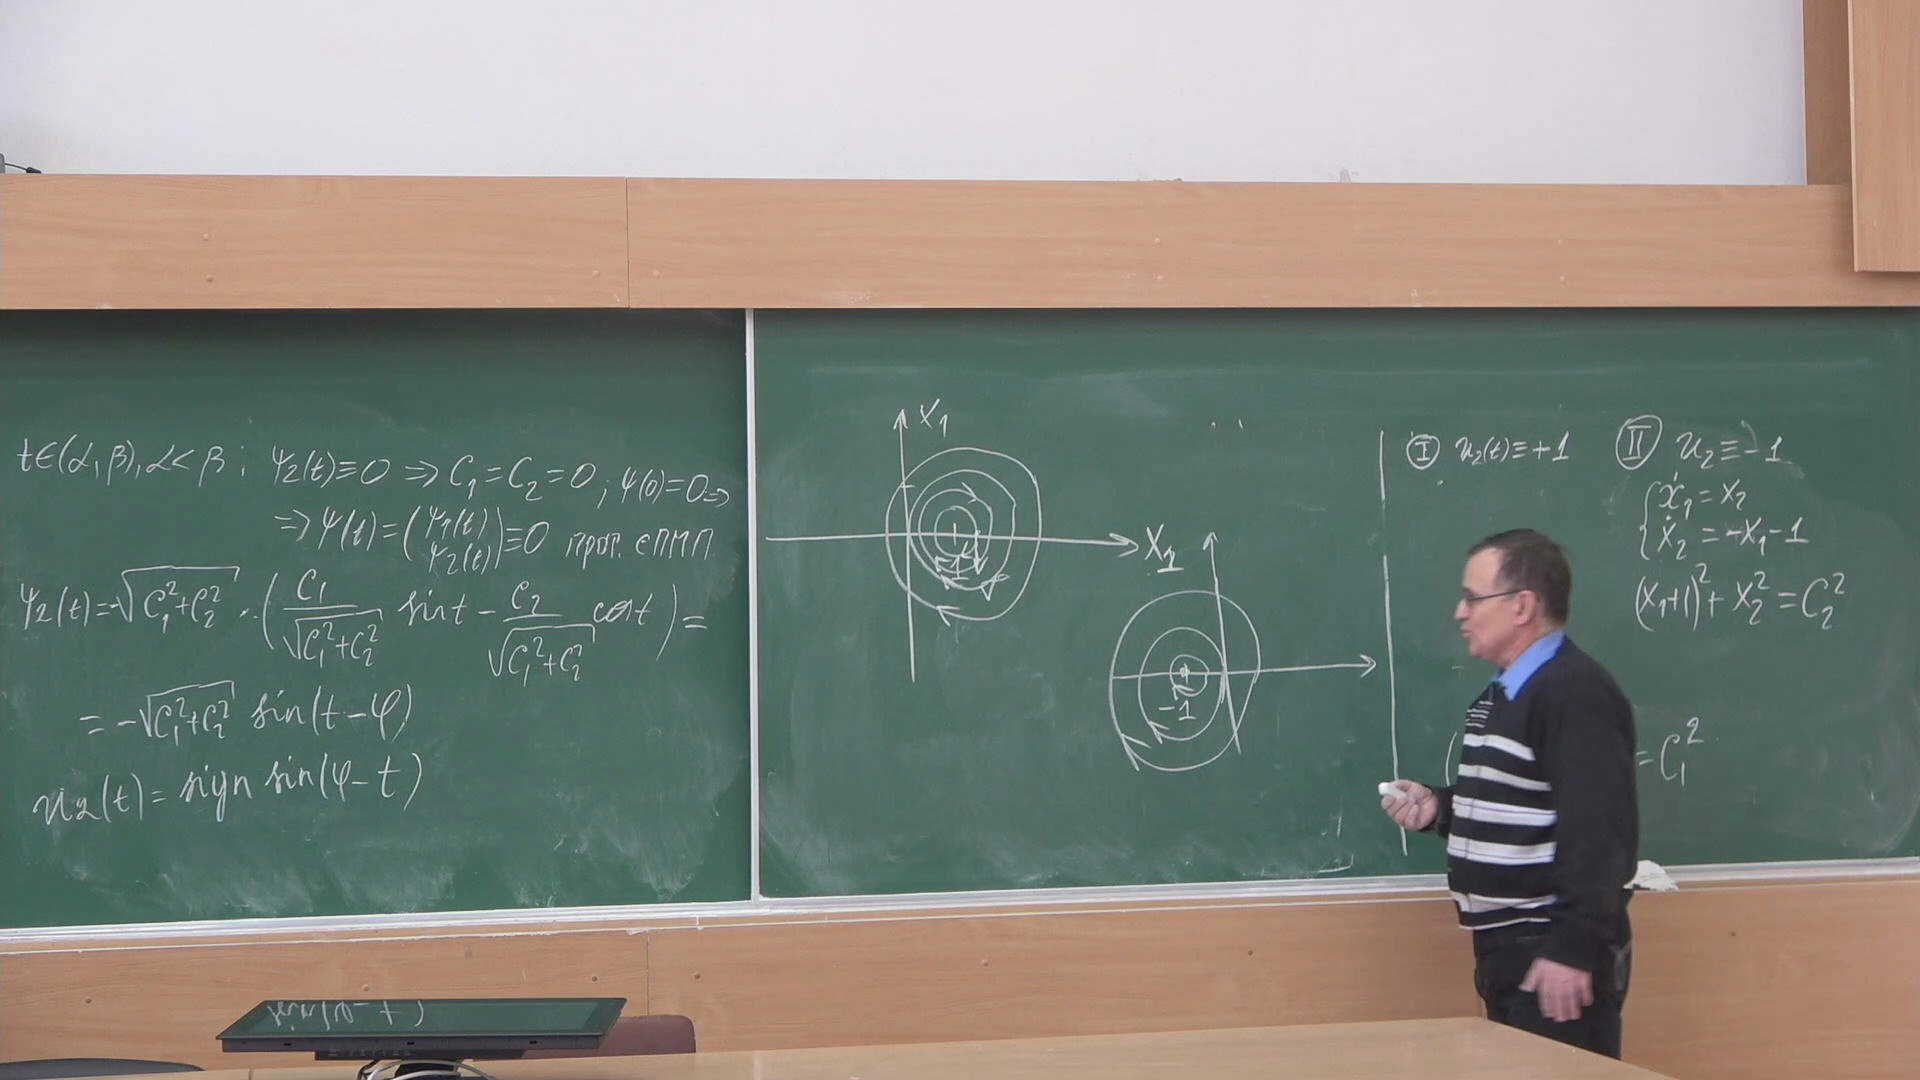 t∈(α,β), α<β; ψ₂(t)≡0 ⇒ C₁=C₂=0; ψ(0)=0 ⇒
⇒ ψ(t)=(ψ₁(t) ψ₂(t))≡0 прот. с ПМП
ψ₂(t)=√(C₁²+C₂²)·(C₁/√(C₁²+C₂²) sin t − C₂/√(C₁²+C₂²) cos t)=
= −√(C₁²+C₂²) sin(t−φ)
u₂(t)= sign sin(φ−t)
X₁
X₁
1
-1
Ⓘ u₂(t)≡+1
Ⅱ u₂≡−1
ẋ₁=x₂
ẋ₂=−x₁−1
(x₁+1)²+x₂²=C₂²
(
=C₁²